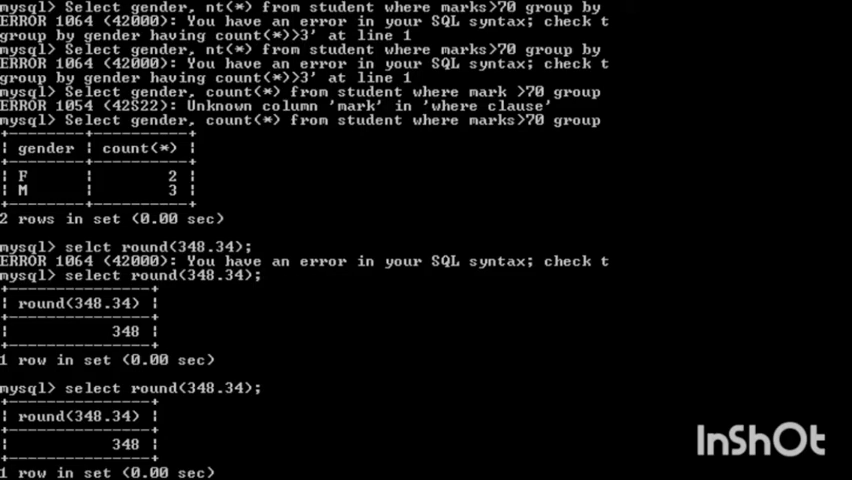 mysql> Select gender, nt(*) from student where marks>70 group by
ERROR 1064 (42000): You have an error in your SQL syntax; check t
group by gender having count(*)>3' at line 1
mysql> Select gender, nt(*) from student where marks>70 group by
ERROR 1064 (42000): You have an error in your SQL syntax; check t
group by gender having count(*)>3' at line 1
mysql> Select gender, count(*) from student where mark >70 group
ERROR 1054 (42S22): Unknown column 'mark' in 'where clause'
mysql> Select gender, count(*) from student where marks>70 group
+--------+----------+
| gender | count(*) |
+--------+----------+
| F      |        2 |
| M      |        3 |
+--------+----------+
2 rows in set (0.00 sec)
mysql> selct round(348.34);
ERROR 1064 (42000): You have an error in your SQL syntax; check t
mysql> select round(348.34);
+---------------+
| round(348.34) |
+---------------+
|           348 |
+---------------+
1 row in set (0.00 sec)
mysql> select round(348.34);
+---------------+
| round(348.34) |
+---------------+
|           348 |
+---------------+
1 row in set (0.00 sec)
InShOt